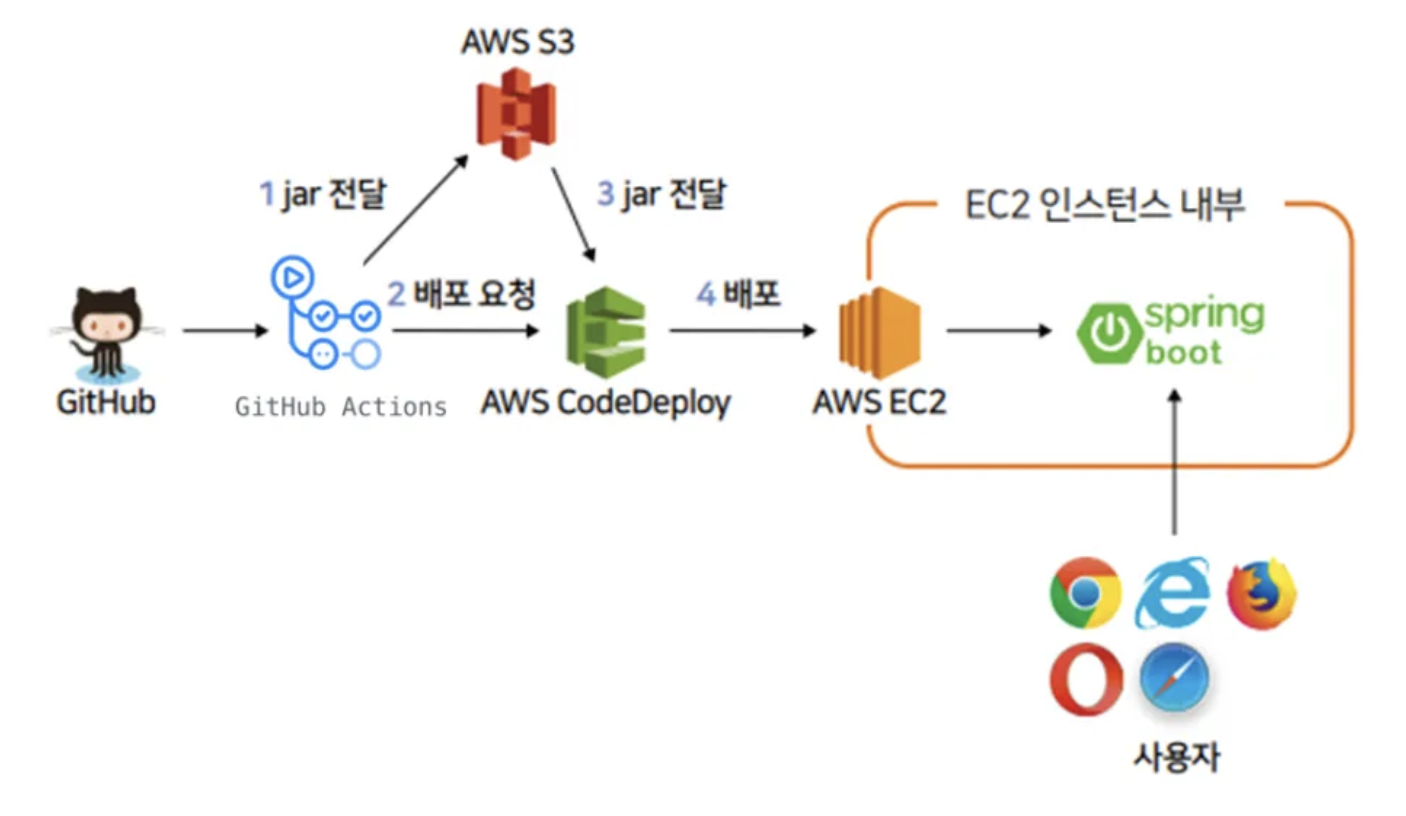 AWS S3
1 jar 전달
3 jar 전달
EC2 인스턴스 내부
2 배포 요청
4 배포
spring
boot
GitHub
GitHub Actions
AWS CodeDeploy
AWS EC2
사용자